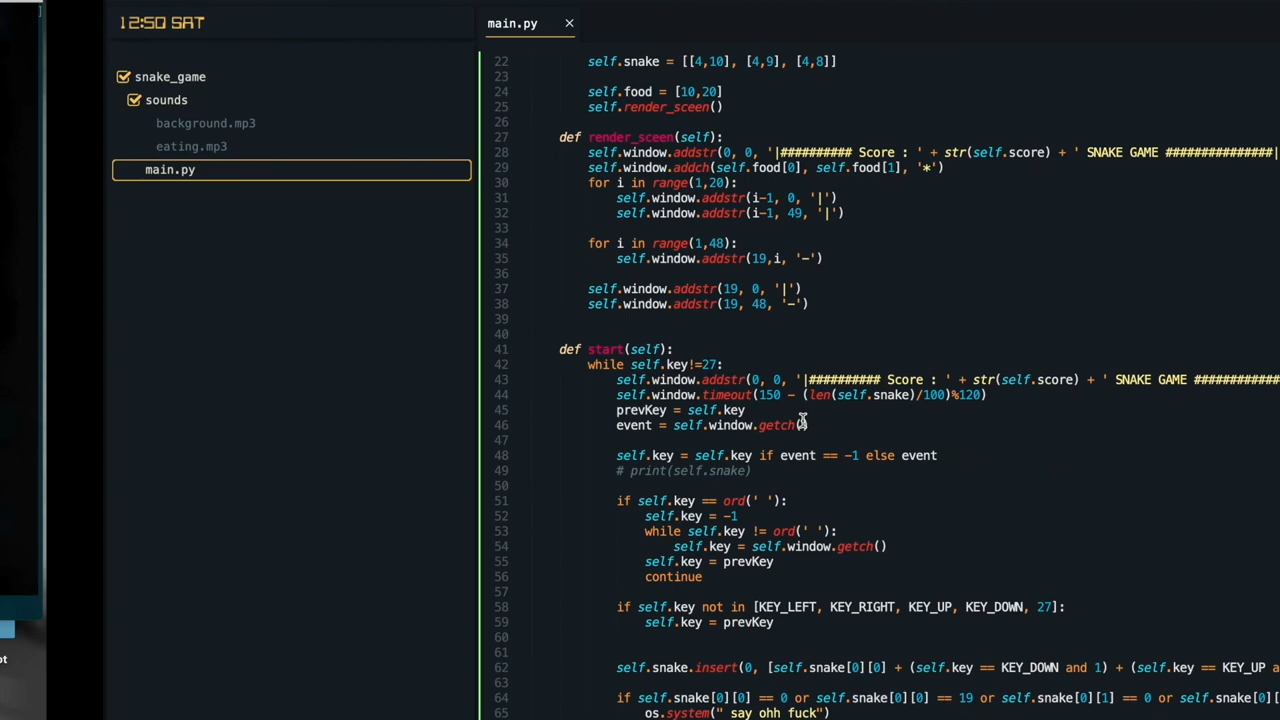 12:50 SAT
snake_game
sounds
background.mp3
eating.mp3
main.py
main.py ×
22 self.snake = [[4,10], [4,9], [4,8]]
23
24 self.food = [10,20]
25 self.render_sceen()
26
27 def render_sceen(self):
28 self.window.addstr(0, 0, '|########## Score : ' + str(self.score) + ' SNAKE GAME ###############|
29 self.window.addch(self.food[0], self.food[1], '*')
30 for i in range(1,20):
31 self.window.addstr(i-1, 0, '|')
32 self.window.addstr(i-1, 49, '|')
33
34 for i in range(1,48):
35 self.window.addstr(19,i, '-')
36
37 self.window.addstr(19, 0, '|')
38 self.window.addstr(19, 48, '-')
39
40
41 def start(self):
42 while self.key!=27:
43 self.window.addstr(0, 0, '|########## Score : ' + str(self.score) + ' SNAKE GAME ############
44 self.window.timeout(150 - (len(self.snake)/100)%120)
45 prevKey = self.key
46 event = self.window.getch()
47
48 self.key = self.key if event == -1 else event
49 # print(self.snake)
50
51 if self.key == ord(' '):
52 self.key = -1
53 while self.key != ord(' '):
54 self.key = self.window.getch()
55 self.key = prevKey
56 continue
57
58 if self.key not in [KEY_LEFT, KEY_RIGHT, KEY_UP, KEY_DOWN, 27]:
59 self.key = prevKey
60
61
62 self.snake.insert(0, [self.snake[0][0] + (self.key == KEY_DOWN and 1) + (self.key == KEY_UP a
63
64 if self.snake[0][0] == 0 or self.snake[0][0] == 19 or self.snake[0][1] == 0 or self.snake[0]
65 os.system(" say ohh fuck")
ot